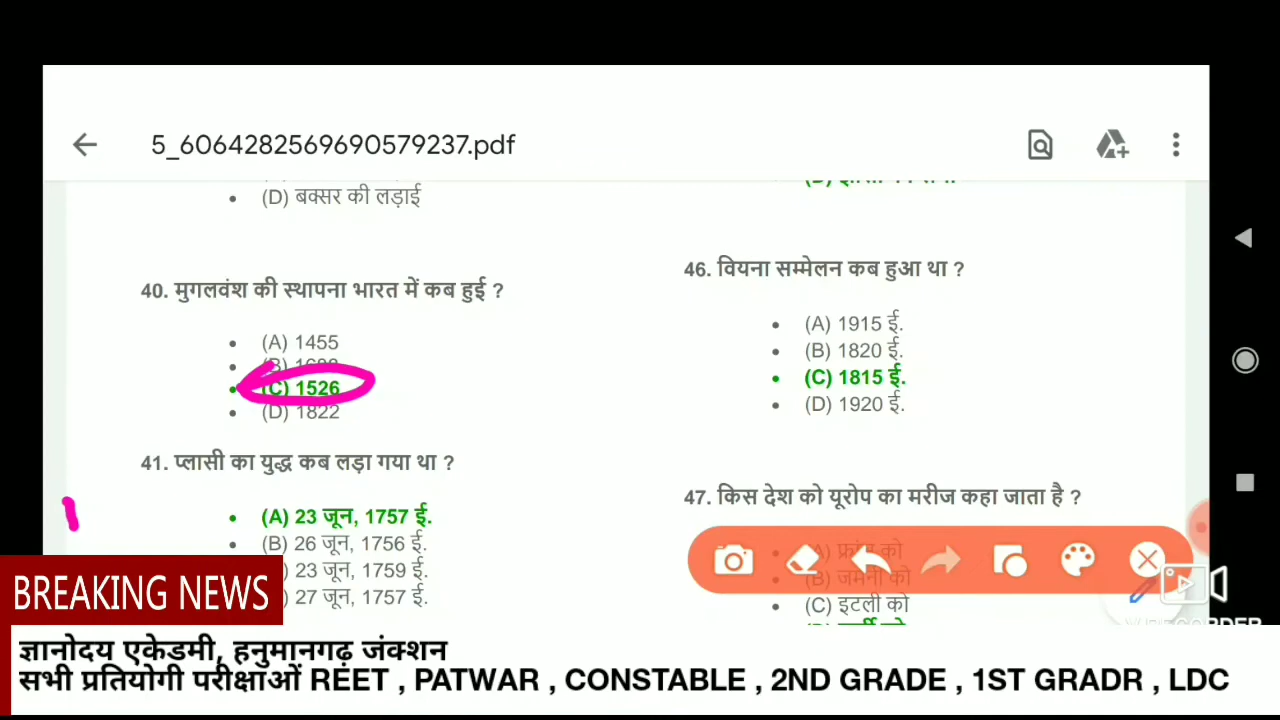 5_6064282569690579237.pdf
(D) बक्सर की लड़ाई
40. मुगलवंश की स्थापना भारत में कब हुई ?
(A) 1455
(C) 1526
(D) 1822
41. प्लासी का युद्ध कब लड़ा गया था ?
(A) 23 जून, 1757 ई.
(B) 26 जून, 1756 ई.
23 जून, 1759 ई.
27 जून, 1757 ई.
46. वियना सम्मेलन कब हुआ था ?
(A) 1915 ई.
(B) 1820 ई.
(C) 1815 ई.
(D) 1920 ई.
47. किस देश को यूरोप का मरीज कहा जाता है ?
(A) फ्रांस को
(B) जर्मनी को
(C) इटली को
BREAKING NEWS
ज्ञानोदय एकेडमी, हनुमानगढ़ जंक्शन
सभी प्रतियोगी परीक्षाओं REET , PATWAR , CONSTABLE , 2ND GRADE , 1ST GRADR , LDC